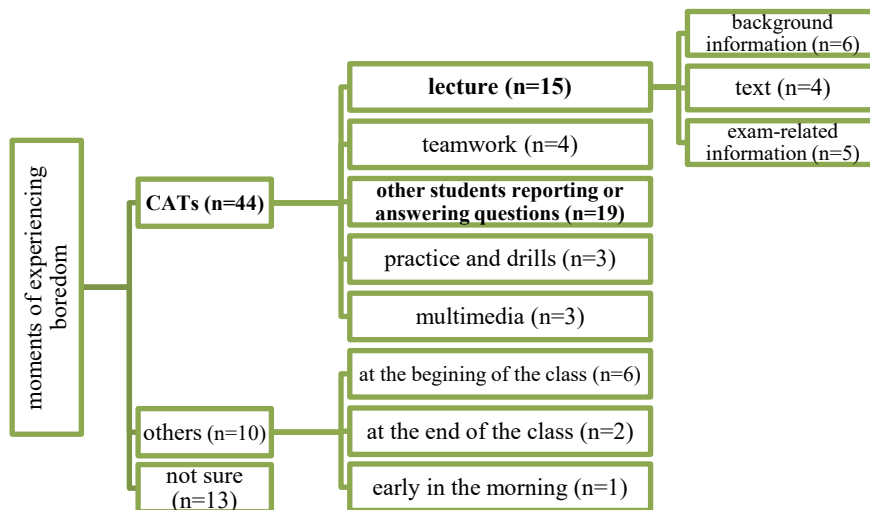 moments of experiencing
boredom
CATs (n=44)
lecture (n=15)
background
information (n=6)
text (n=4)
exam-related
information (n=5)
teamwork (n=4)
other students reporting or
answering questions (n=19)
practice and drills (n=3)
multimedia (n=3)
others (n=10)
at the begining of the class (n=6)
at the end of the class (n=2)
early in the morning (n=1)
not sure
(n=13)